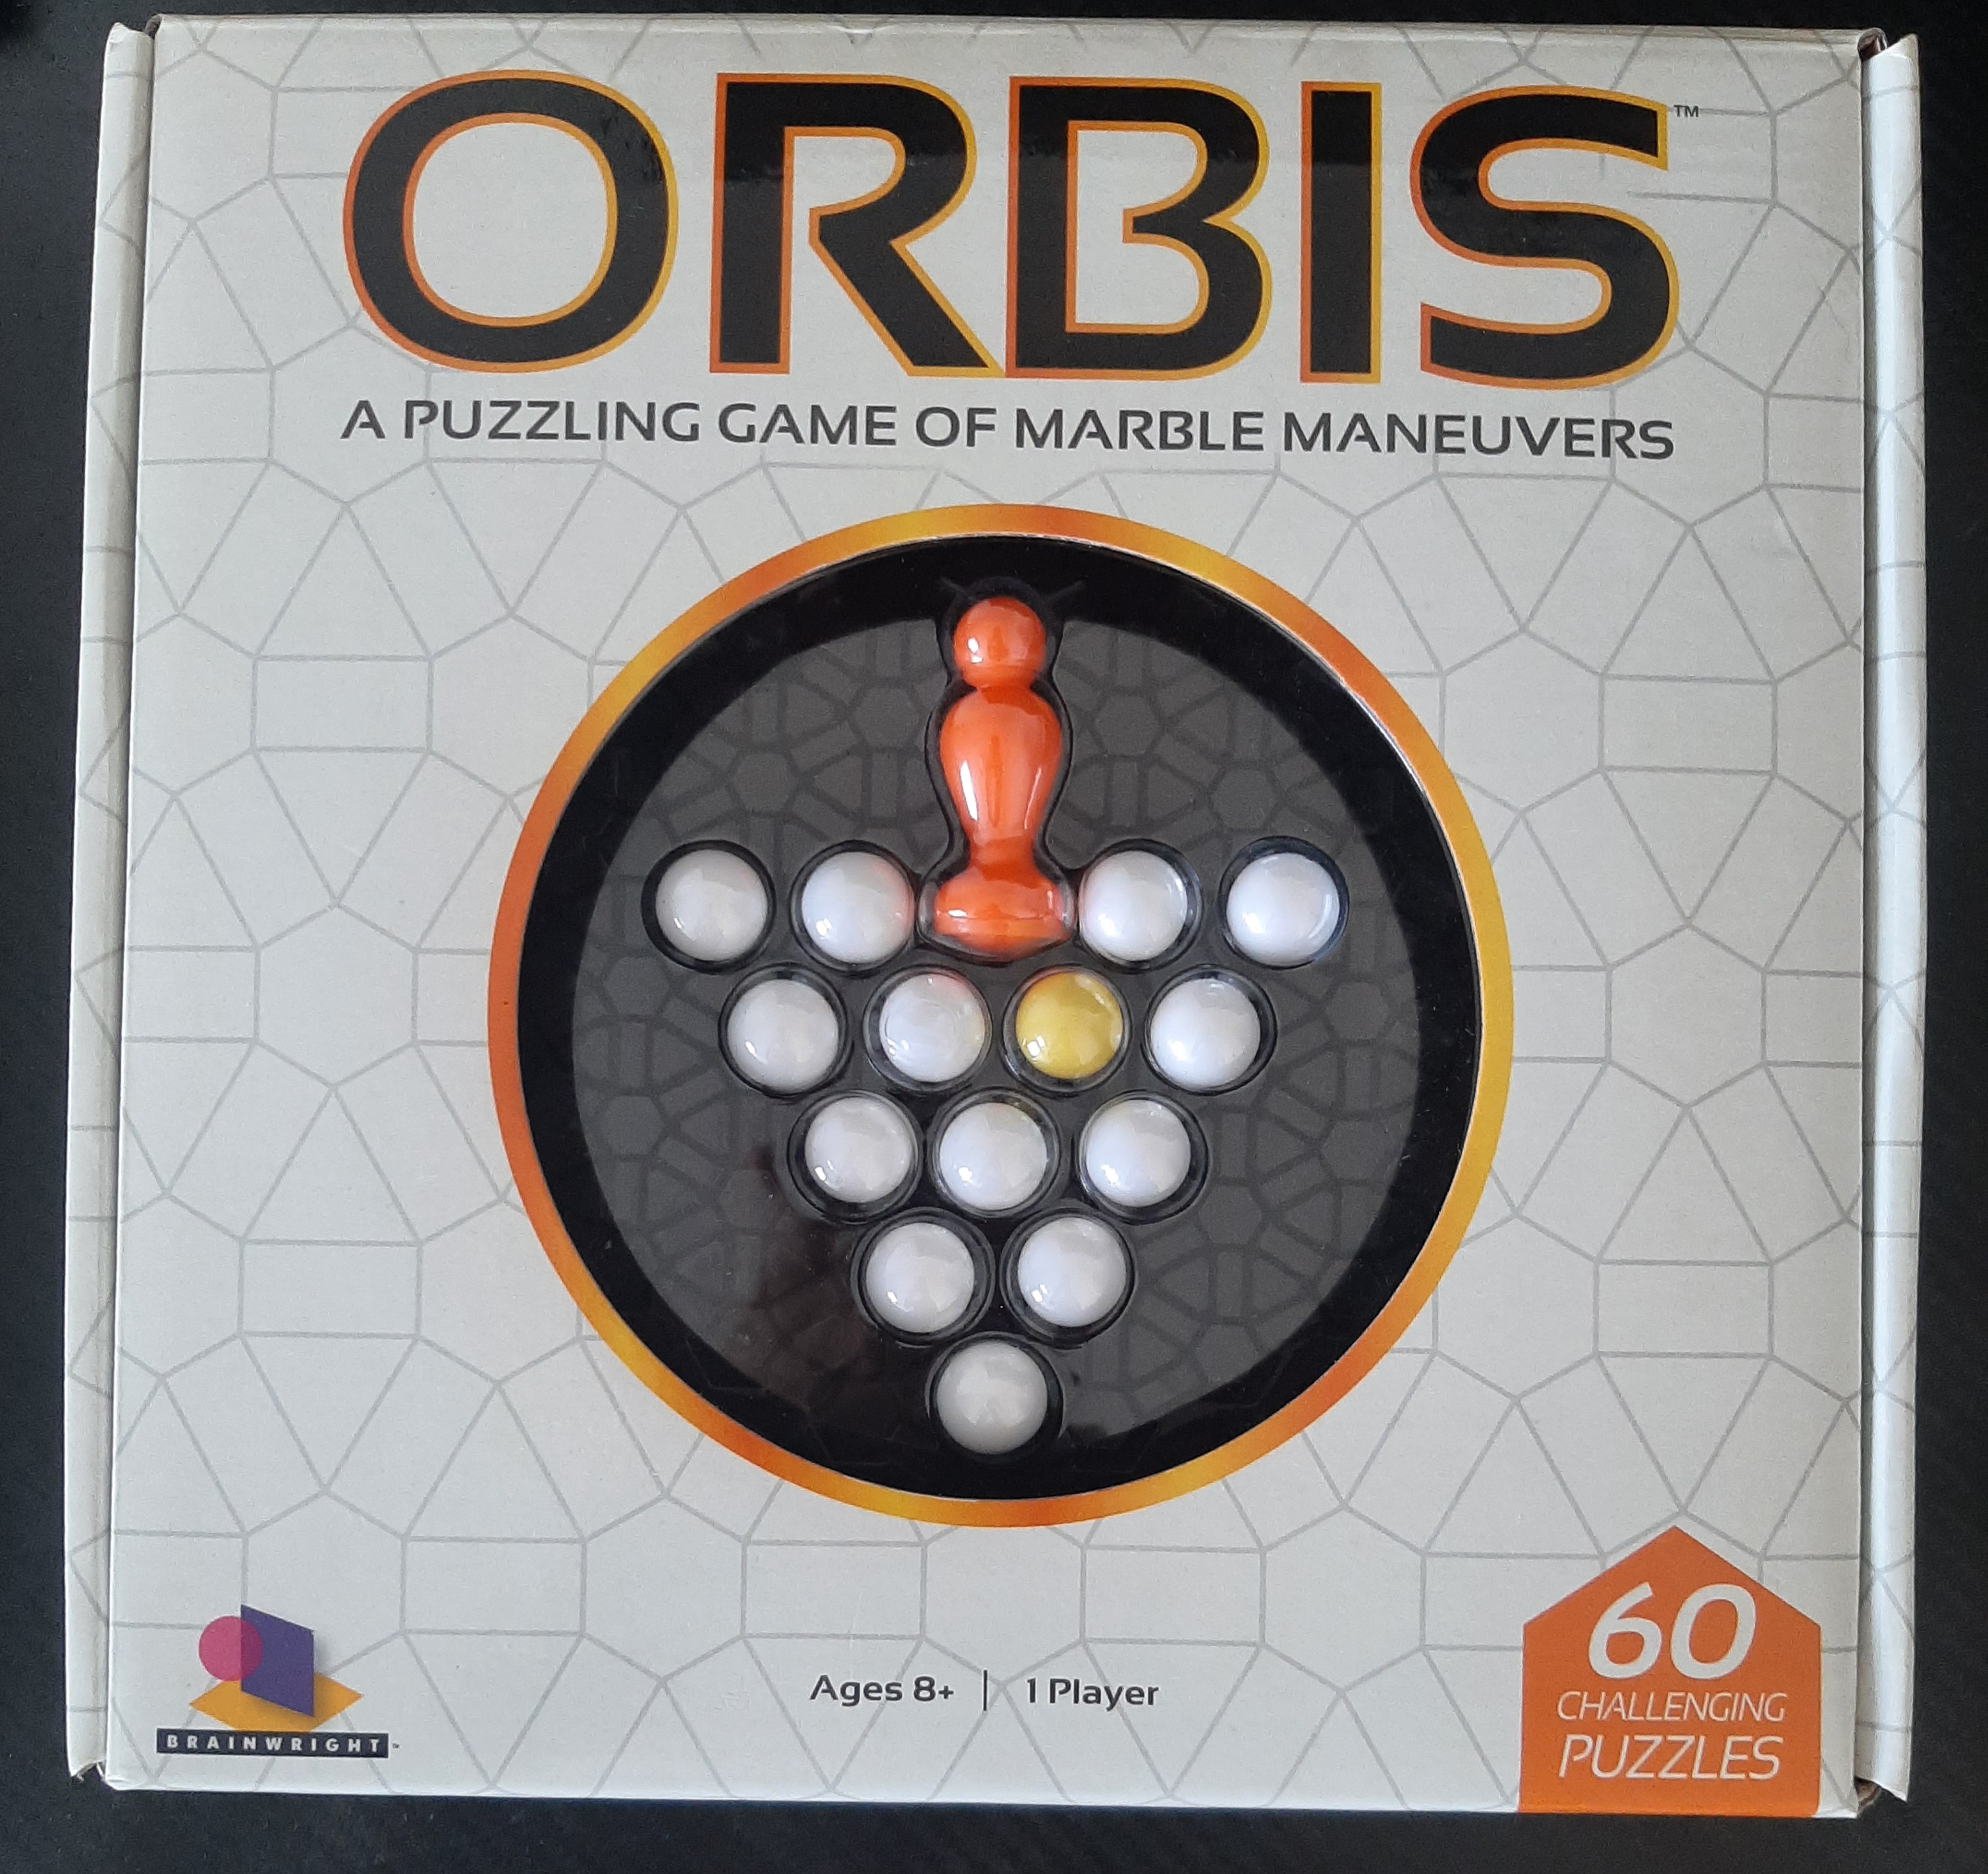 ORBIS™
A PUZZLING GAME OF MARBLE MANEUVERS
Ages 8+ | 1 Player
60
CHALLENGING
PUZZLES
BRAINWRIGHT™